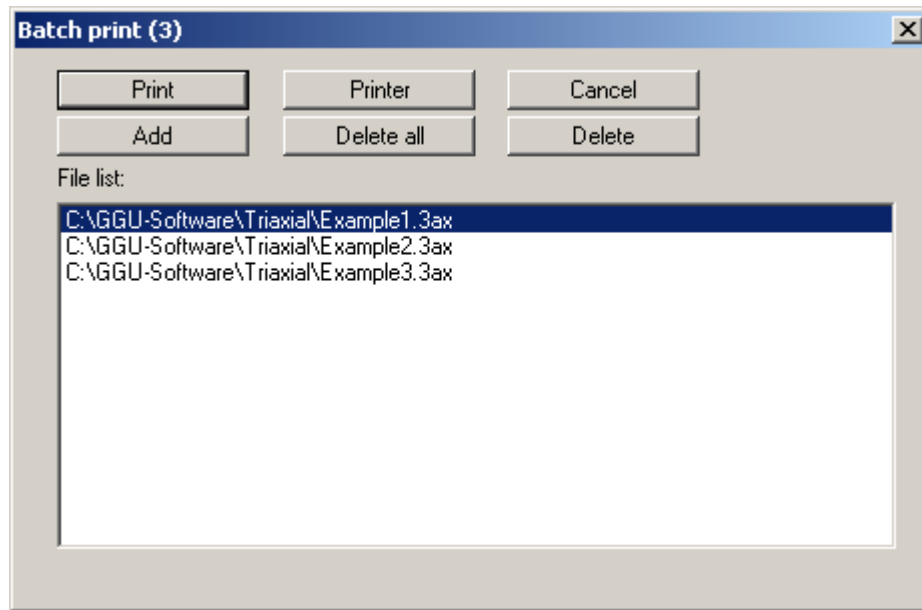 Batch print (3)
Print Printer Cancel
Add Delete all Delete
File list:
C:\GGU-Software\Triaxial\Example1.3ax
C:\GGU-Software\Triaxial\Example2.3ax
C:\GGU-Software\Triaxial\Example3.3ax